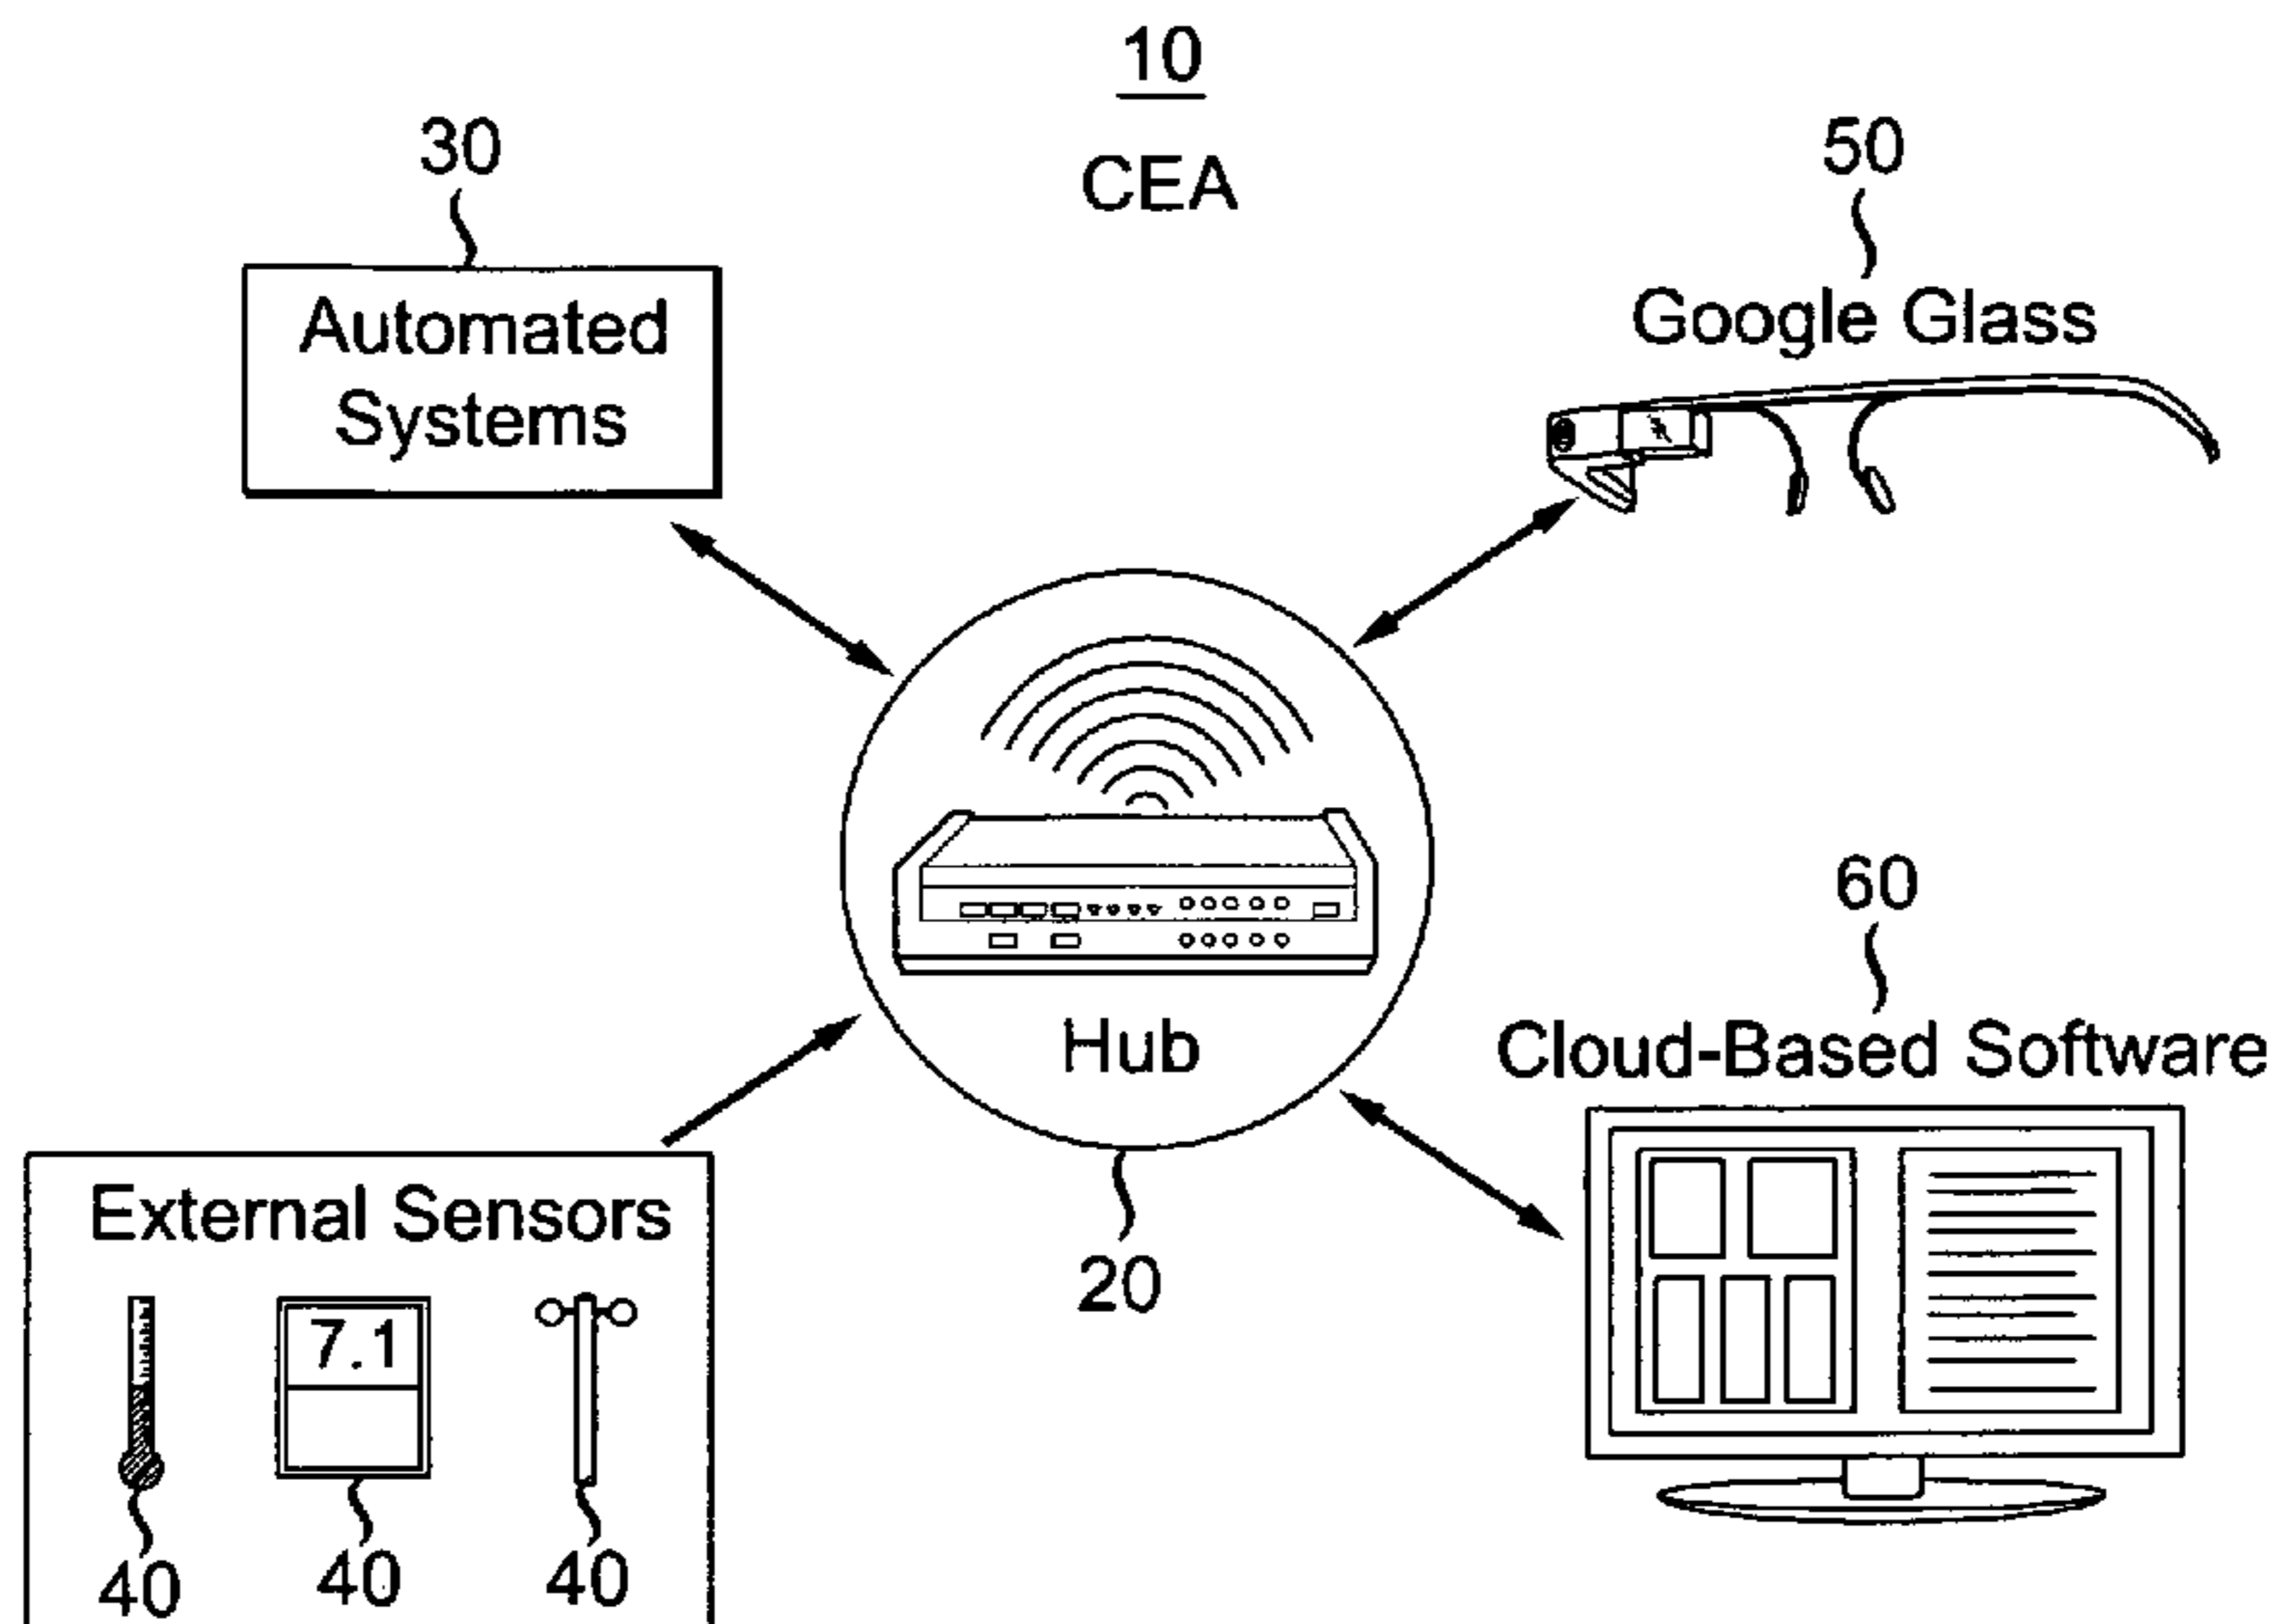 10
CEA
30
Automated
Systems
50
Google Glass
Hub
20
60
Cloud-Based Software
External Sensors
7.1
40
40
40